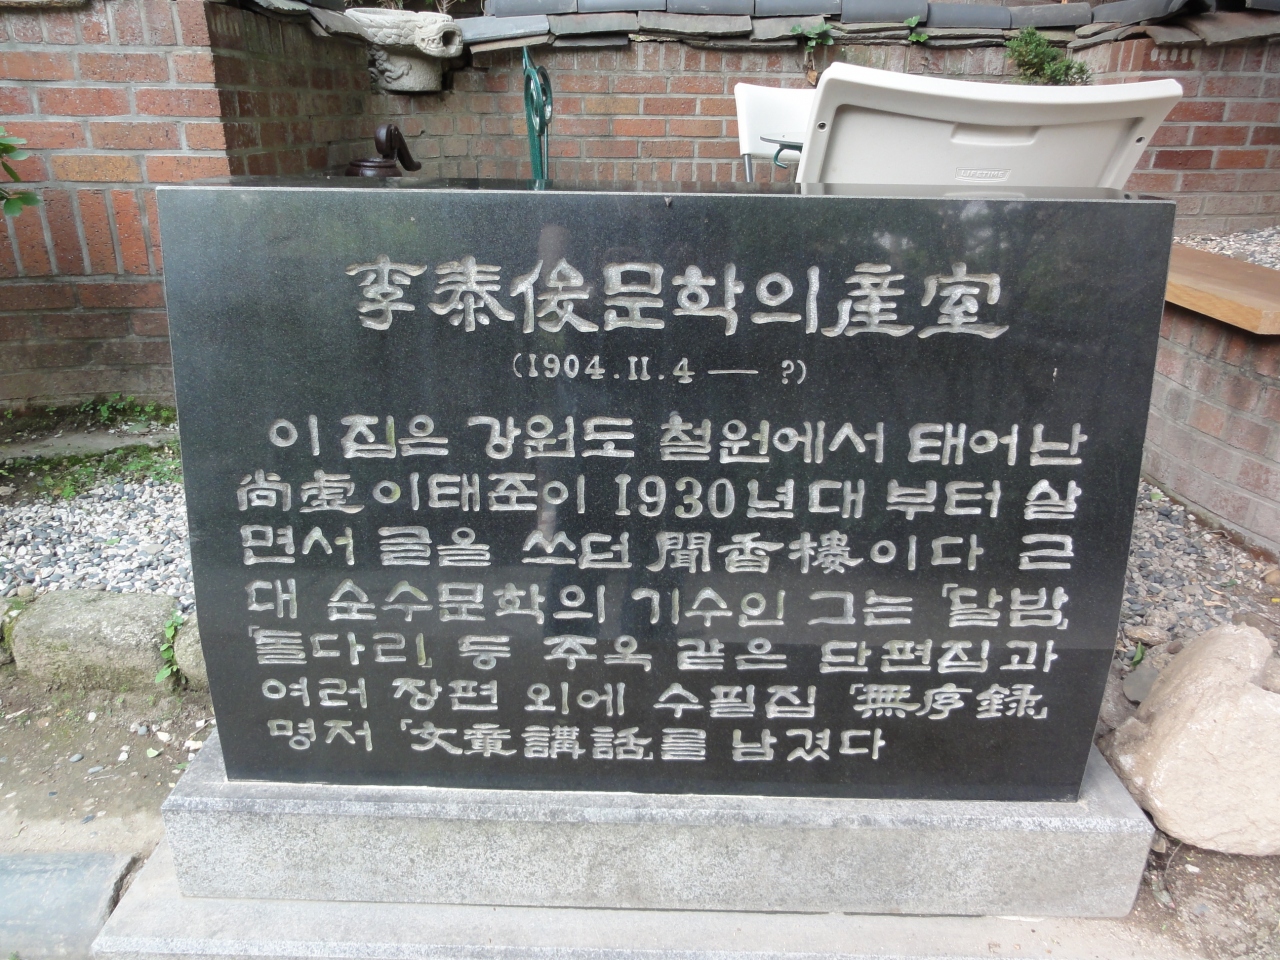 LIFETIME
李泰俊문학의産室
(1904.11.4 — ?)
이 집은 강원도 철원에서 태어난
尙虛이태준이 1930년대 부터 살
면서 글을 쓰던 聞香樓이다 근
대 순수문학의 기수인 그는 「달밤」
「돌다리」 등 주옥 같은 단편집과
여러 장편 외에 수필집 「無序錄」
명저 「文章講話」를 남겼다